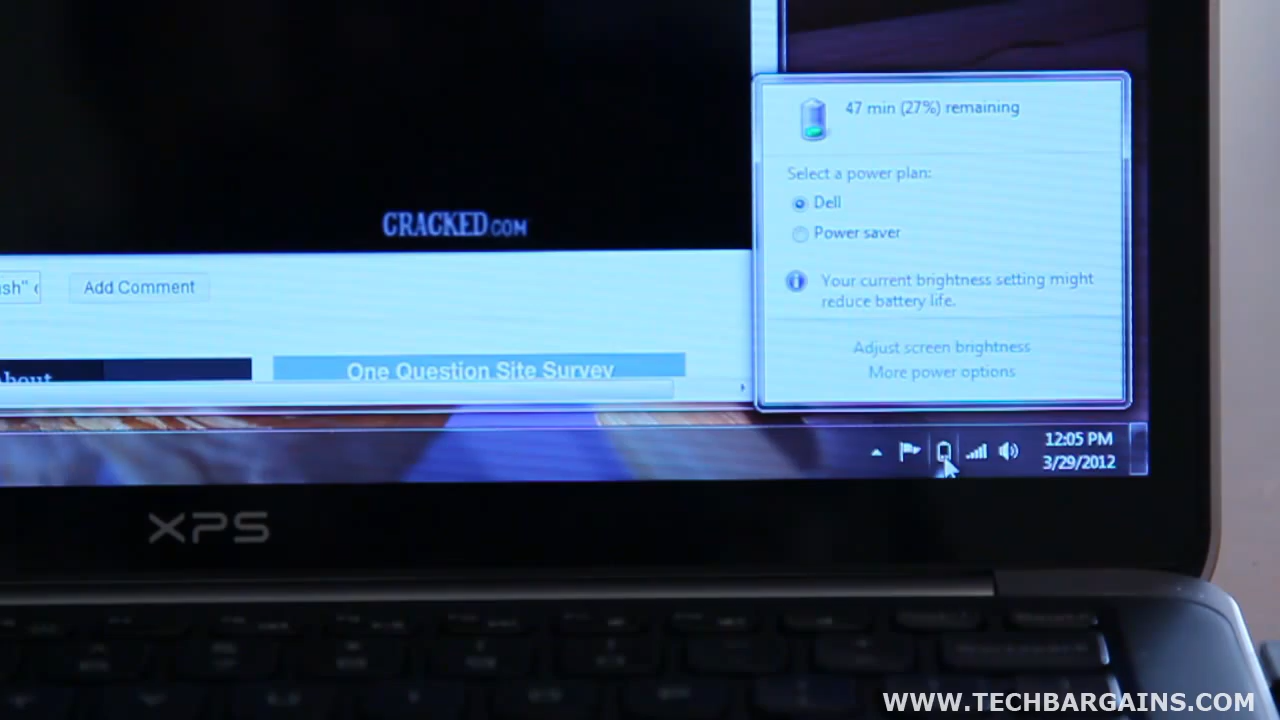 47 min (27%) remaining
Select a power plan:
Dell
Power saver
Your current brightness setting might
reduce battery life.
Adjust screen brightness
More power options
CRACKED.COM
Add Comment
One Question Site Survey
12:05 PM
3/29/2012
XPS
WWW.TECHBARGAINS.COM